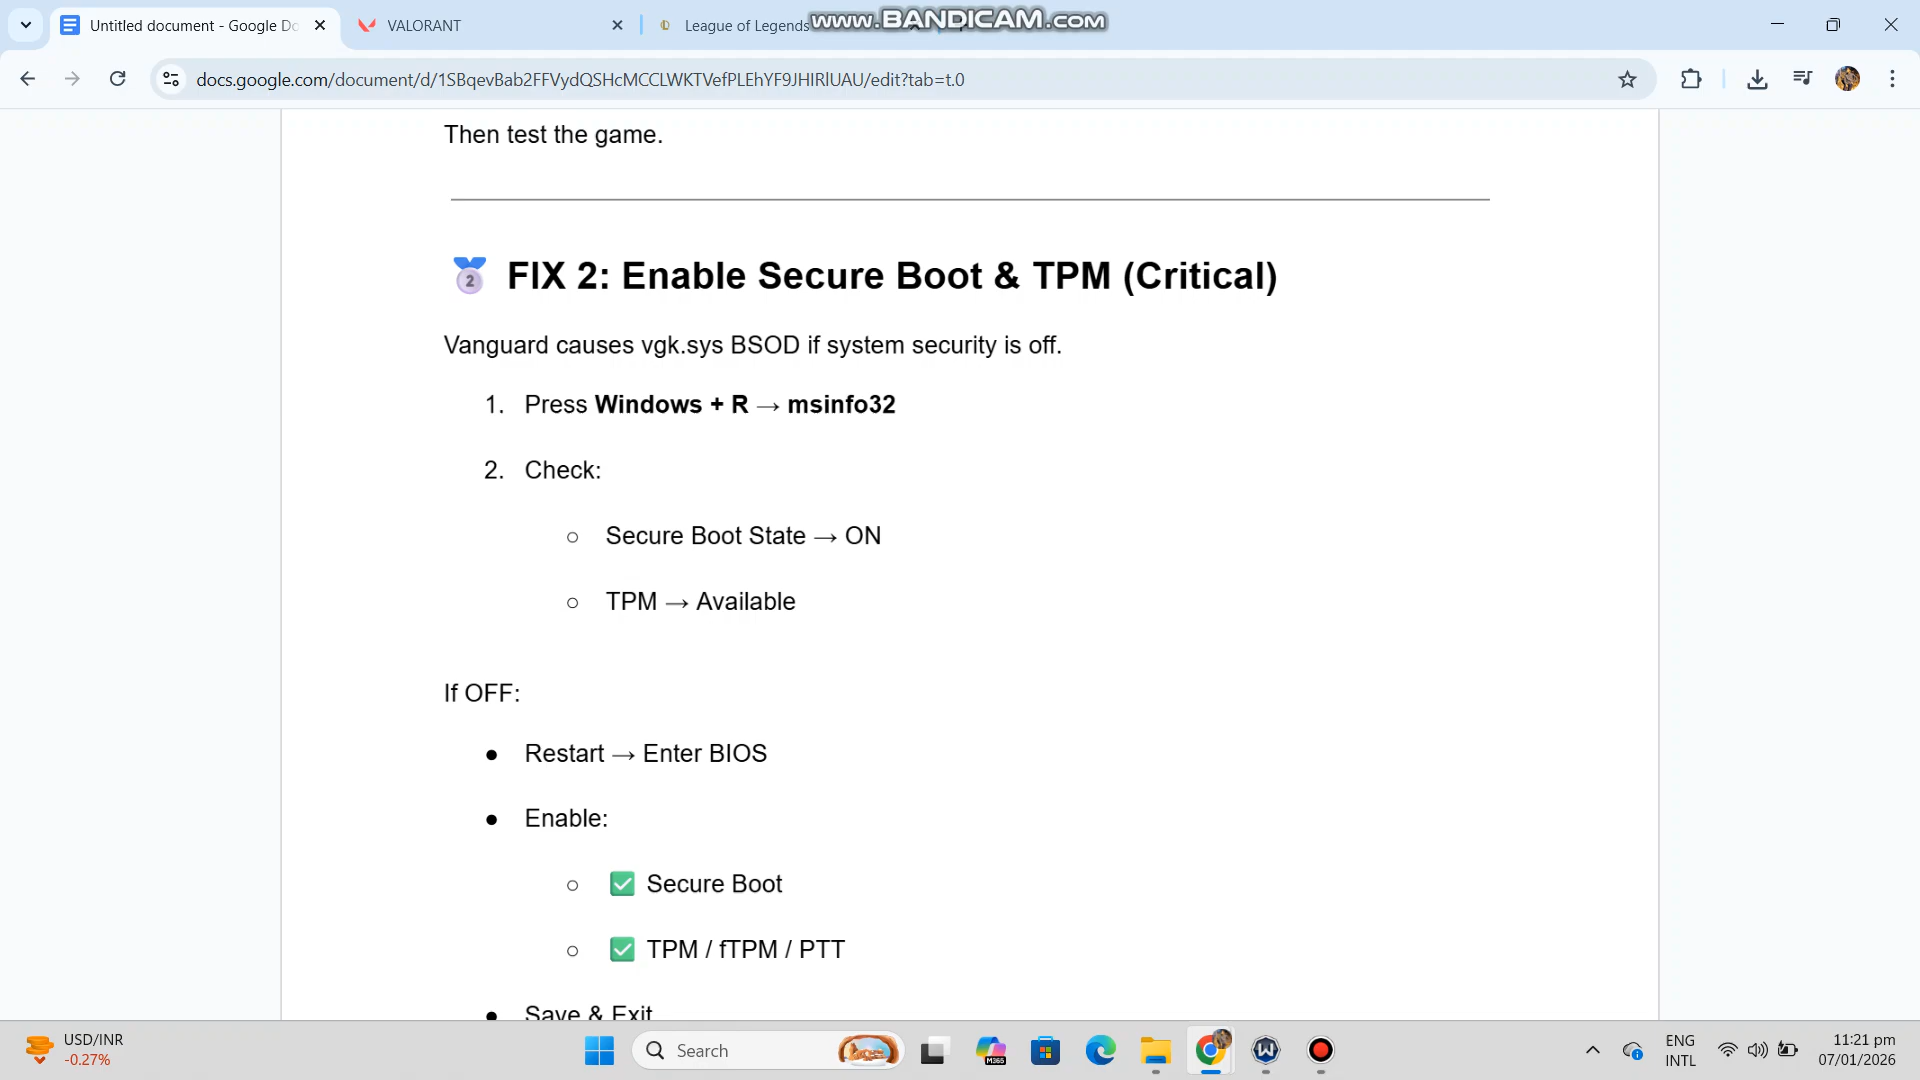 Untitled document - Google Do
VALORANT
League of Legends
www.BANDICAM.com
docs.google.com/document/d/1SBqevBab2FFVydQSHcMCCLWKTVefPLEhYF9JHIRlUAU/edit?tab=t.0
Then test the game.
2 FIX 2: Enable Secure Boot & TPM (Critical)
Vanguard causes vgk.sys BSOD if system security is off.
1. Press Windows + R → msinfo32
2. Check:
○ Secure Boot State → ON
○ TPM → Available
If OFF:
● Restart → Enter BIOS
● Enable:
○ ✅ Secure Boot
○ ✅ TPM / fTPM / PTT
● Save & Exit
USD/INR
-0.27%
Search
M365
ENG
INTL
11:21 pm
07/01/2026